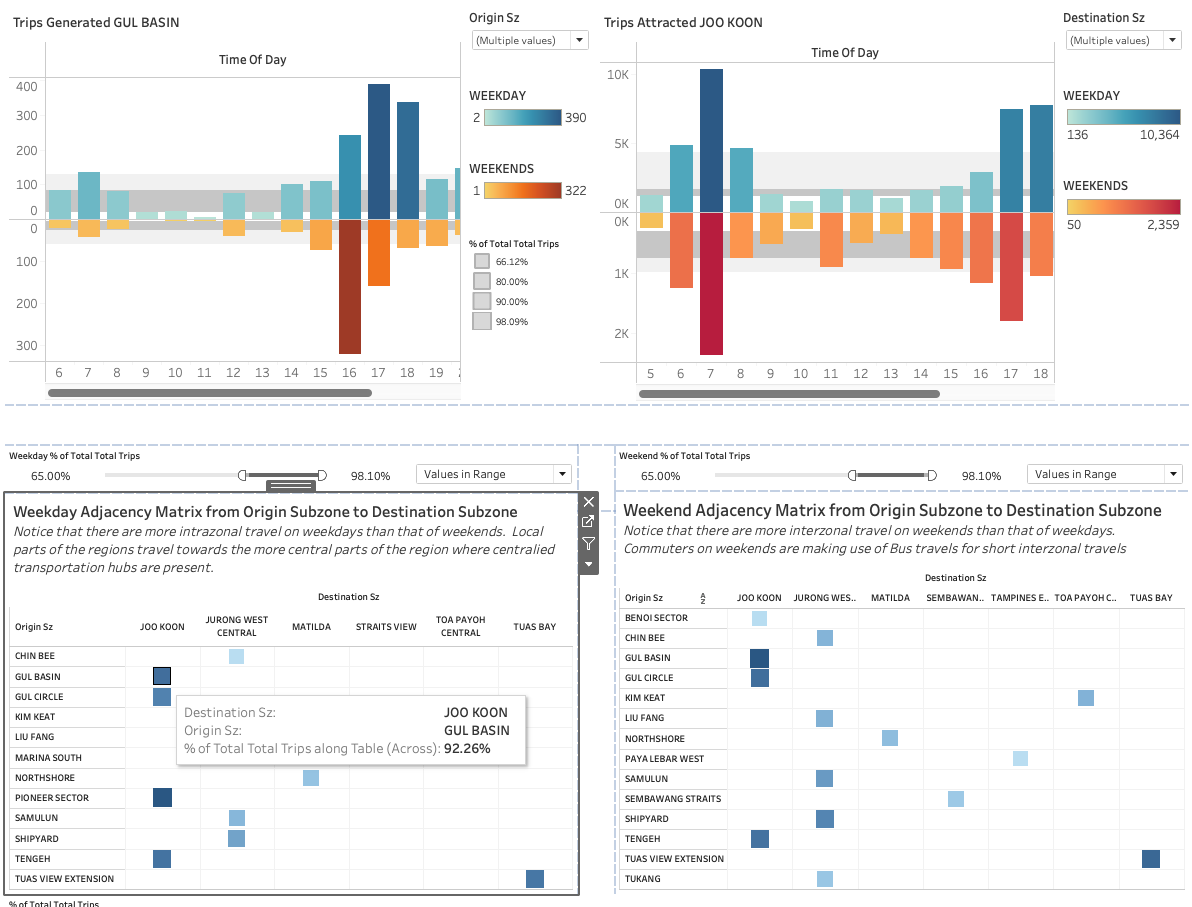 Trips Generated GUL BASIN
Time Of Day
400
300
200
100
0
0
100
200
300
6 7 8 9 10 11 12 13 14 15 16 17 18 19
Origin Sz
(Multiple values)
WEEKDAY
2 390
WEEKENDS
1 322
% of Total Total Trips
66.12%
80.00%
90.00%
98.09%
Trips Attracted JOO KOON
Time Of Day
10K
5K
0K
0K
1K
2K
5 6 7 8 9 10 11 12 13 14 15 16 17 18
Destination Sz
(Multiple values)
WEEKDAY
136 10,364
WEEKENDS
50 2,359
Weekday % of Total Total Trips
65.00% 98.10% Values in Range
Weekday Adjacency Matrix from Origin Subzone to Destination Subzone
Notice that there are more intrazonal travel on weekdays than that of weekends. Local
parts of the regions travel towards the more central parts of the region where centralied
transportation hubs are present.
Destination Sz
Origin Sz JOO KOON JURONG WEST CENTRAL MATILDA STRAITS VIEW TOA PAYOH CENTRAL TUAS BAY
CHIN BEE
GUL BASIN
GUL CIRCLE
KIM KEAT
LIU FANG
MARINA SOUTH
NORTHSHORE
PIONEER SECTOR
SAMULUN
SHIPYARD
TENGEH
TUAS VIEW EXTENSION
Destination Sz: JOO KOON
Origin Sz: GUL BASIN
% of Total Total Trips along Table (Across): 92.26%
% of Total Total Trips
Weekend % of Total Total Trips
65.00% 98.10% Values in Range
Weekend Adjacency Matrix from Origin Subzone to Destination Subzone
Notice that there are more interzonal travel on weekends than that of weekdays.
Commuters on weekends are making use of Bus travels for short interzonal travels
Destination Sz
Origin Sz A Z JOO KOON JURONG WES.. MATILDA SEMBAWAN.. TAMPINES E.. TOA PAYOH C.. TUAS BAY
BENOI SECTOR
CHIN BEE
GUL BASIN
GUL CIRCLE
KIM KEAT
LIU FANG
NORTHSHORE
PAYA LEBAR WEST
SAMULUN
SEMBAWANG STRAITS
SHIPYARD
TENGEH
TUAS VIEW EXTENSION
TUKANG